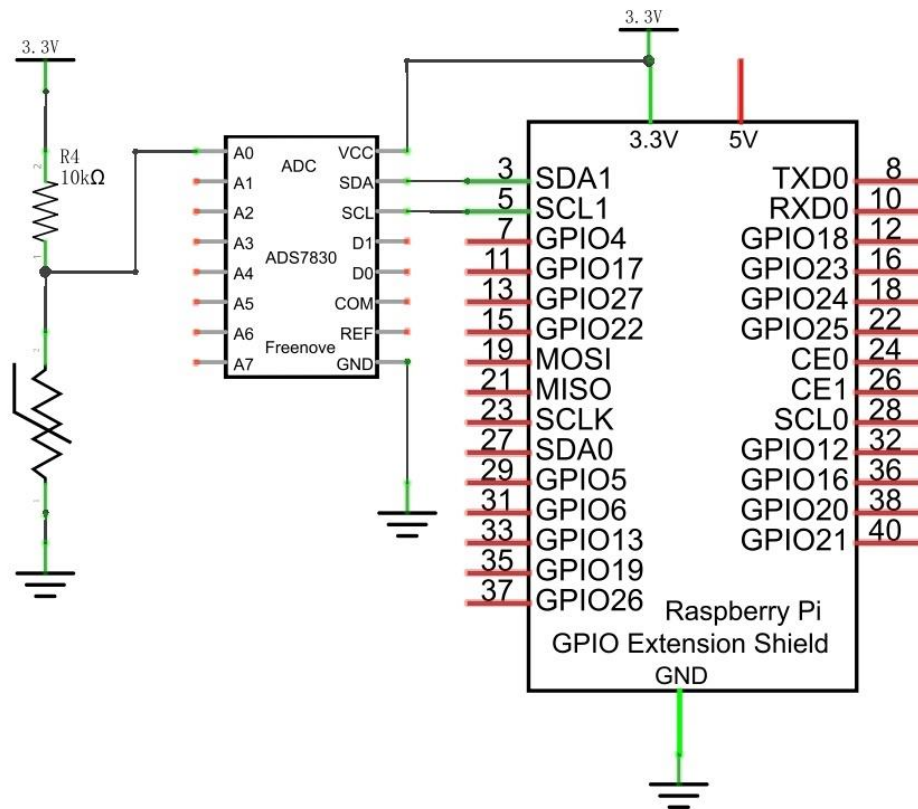 3.3V
R4
10kΩ
2
1
2
1
ADC
ADS7830
Freenove
A0
A1
A2
A3
A4
A5
A6
A7
VCC
SDA
SCL
D1
D0
COM
REF
GND
3.3V
3.3V
5V
3 SDA1
5 SCL1
7 GPIO4
11 GPIO17
13 GPIO27
15 GPIO22
19 MOSI
21 MISO
23 SCLK
27 SDA0
29 GPIO5
31 GPIO6
33 GPIO13
35 GPIO19
37 GPIO26
TXD0 8
RXD0 10
GPIO18 12
GPIO23 16
GPIO24 18
GPIO25 22
CE0 24
CE1 26
SCL0 28
GPIO12 32
GPIO16 36
GPIO20 38
GPIO21 40
Raspberry Pi
GPIO Extension Shield
GND